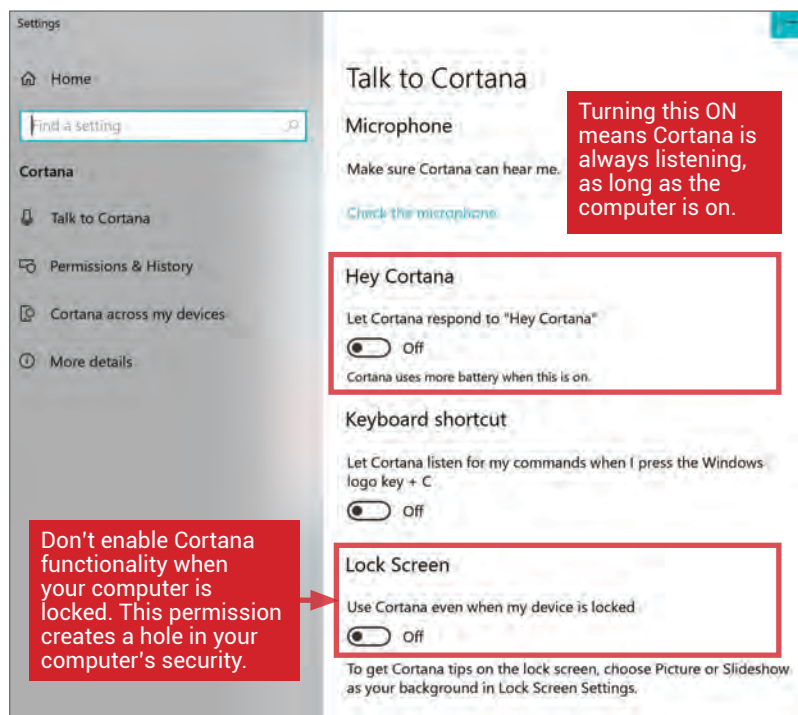 Settings
Home
Find a setting
Cortana
Talk to Cortana
Permissions & History
Cortana across my devices
More details
Talk to Cortana
Microphone
Make sure Cortana can hear me.
Check the microphone
Turning this ON
means Cortana is
always listening,
as long as the
computer is on.
Hey Cortana
Let Cortana respond to "Hey Cortana"
Off
Cortana uses more battery when this is on.
Keyboard shortcut
Let Cortana listen for my commands when I press the Windows
logo key + C
Off
Don't enable Cortana
functionality when
your computer is
locked. This permission
creates a hole in your
computer's security.
Lock Screen
Use Cortana even when my device is locked
Off
To get Cortana tips on the lock screen, choose Picture or Slideshow
as your background in Lock Screen Settings.